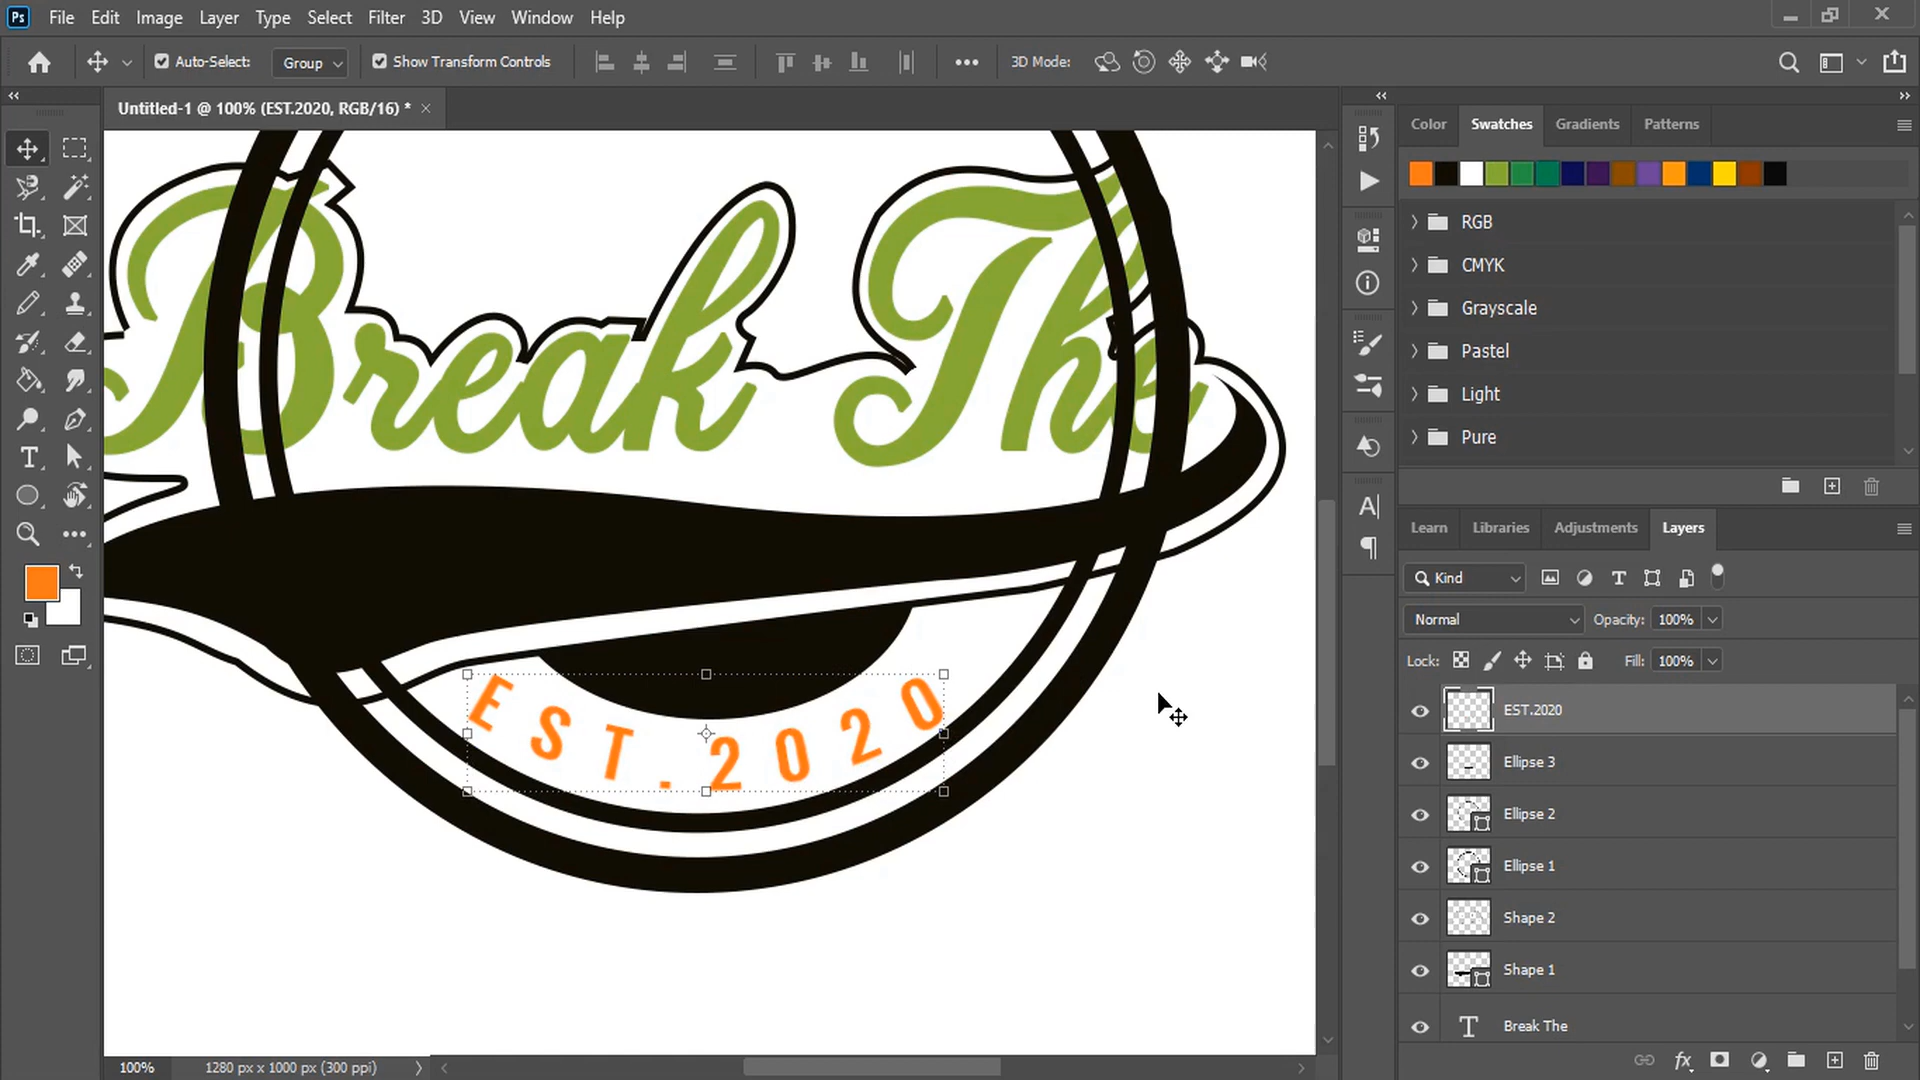 Ps File Edit Image Layer Type Select Filter 3D View Window Help
Auto-Select: Group Show Transform Controls 3D Mode:
Untitled-1 @ 100% (EST.2020, RGB/16) *
Color Swatches Gradients Patterns
RGB
CMYK
Grayscale
Pastel
Light
Pure
Break The
EST.2020
Learn Libraries Adjustments Layers
Kind
Normal Opacity: 100%
Lock: Fill: 100%
EST.2020
Ellipse 3
Ellipse 2
Ellipse 1
Shape 2
Shape 1
Break The
100% 1280 px x 1000 px (300 ppi)